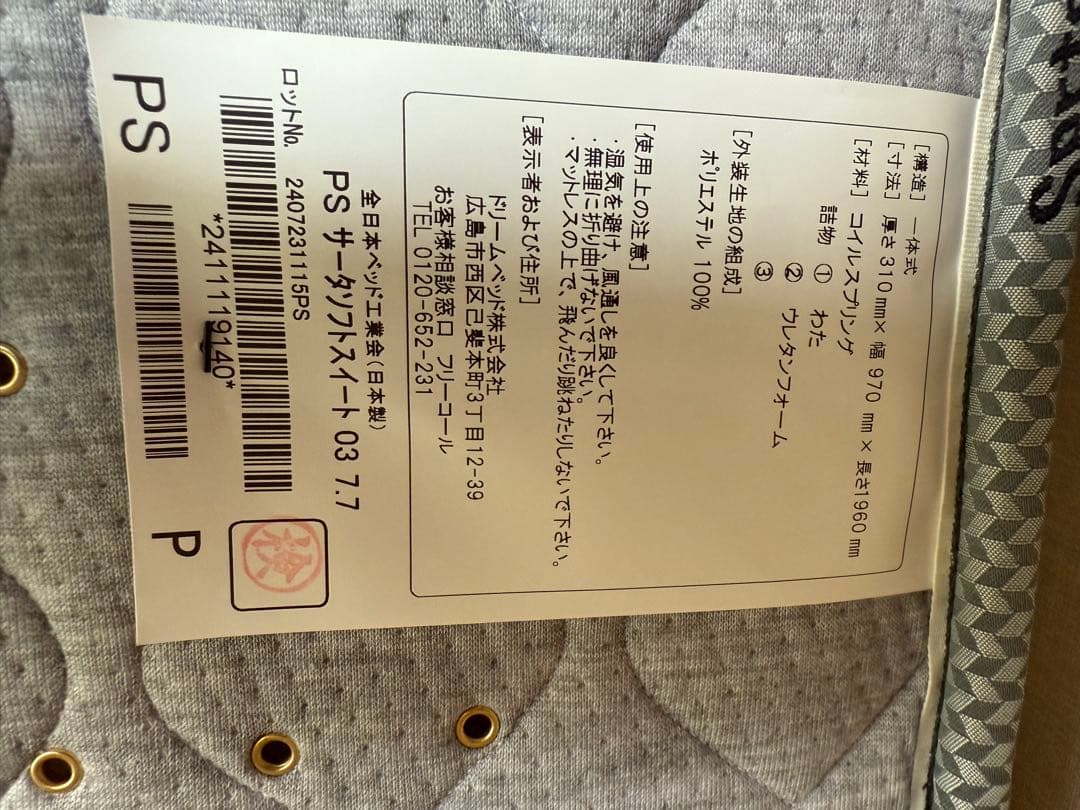 [構造] 一体式
[寸法] 厚さ310 mm× 幅 970 mm × 長さ1960 mm
[材料] コイルスプリング
詰物 ① わた
② ウレタンフォーム
③
[外装生地の組成]
ポリエステル 100%
[使用上の注意]
・湿気を避け、風通しを良くして下さい。
・無理に折り曲げないで下さい。
・マットレスの上で、飛んだり跳ねたりしないで下さい。
[表示者および住所]
ドリームベッド株式会社
広島市西区己斐本町3丁目12-39
お客様相談窓口 フリーコール
TEL 0120-652-231
全日本ベッド工業会(日本製)
PS サータソフトスイート 03 7.7
ロットNo. 2407231115PS
*2411119140*
検
PS P